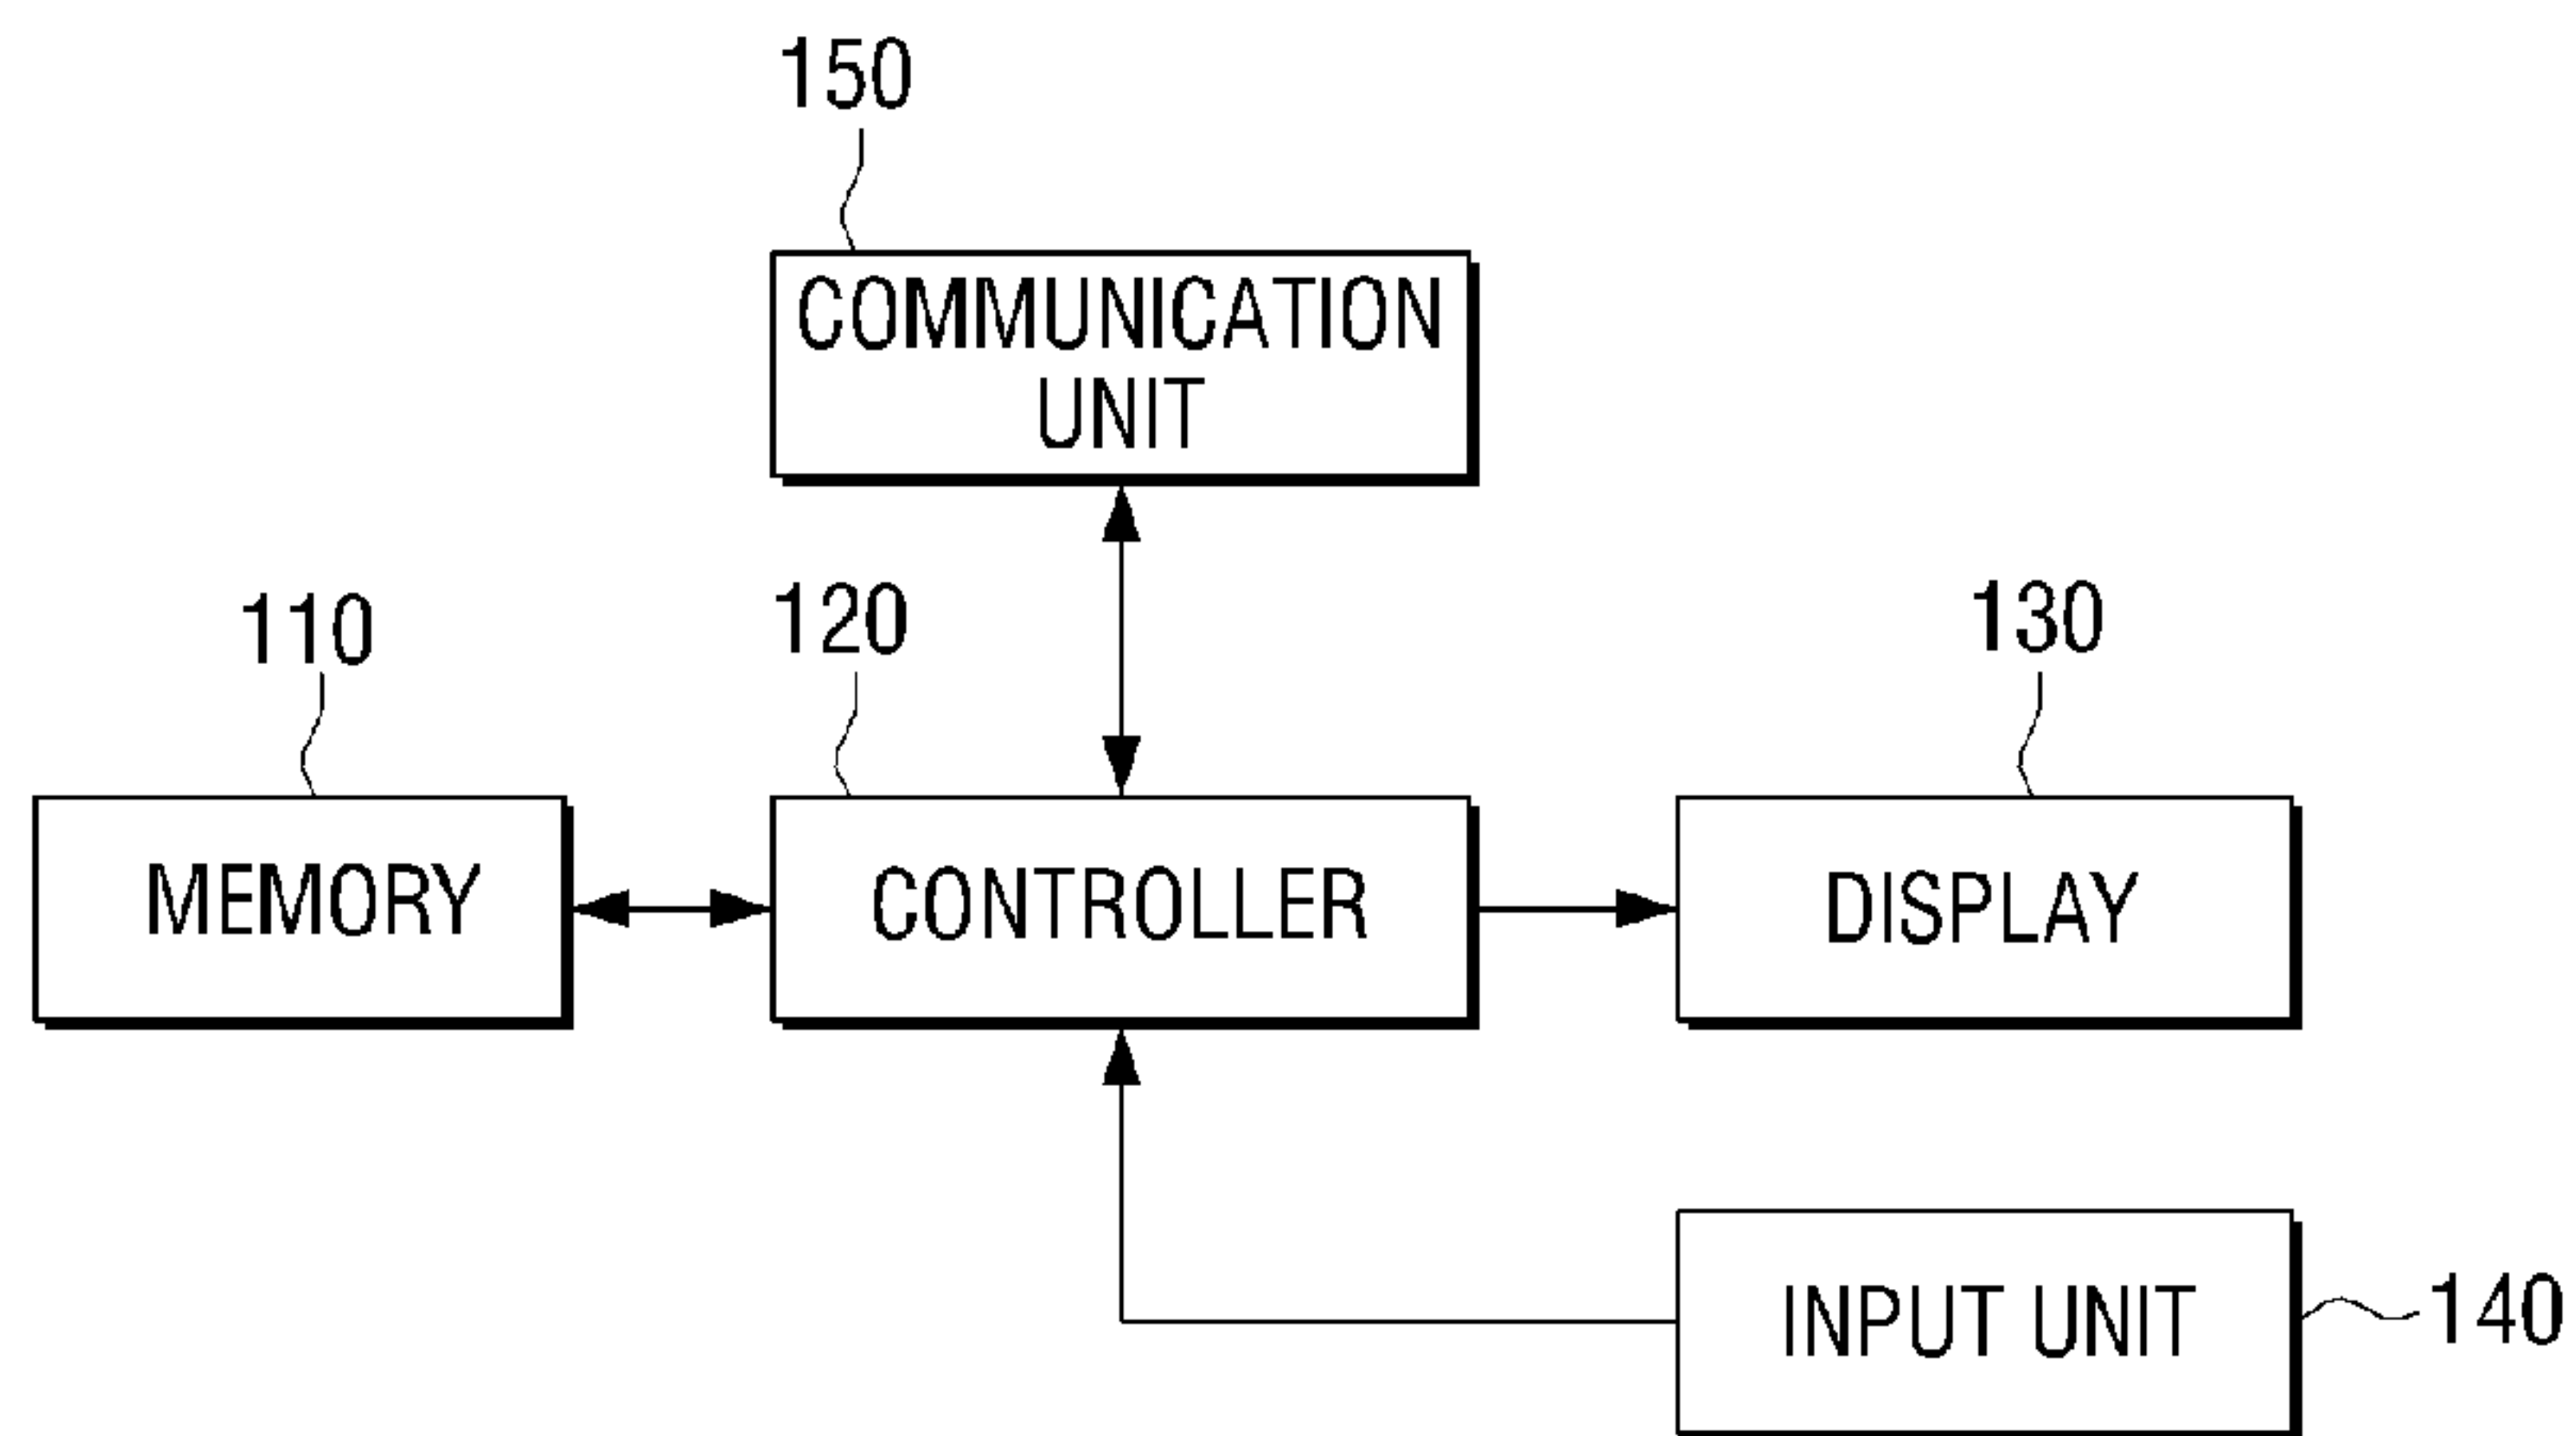 150
COMMUNICATION
UNIT
110
120
130
MEMORY
CONTROLLER
DISPLAY
INPUT UNIT
140